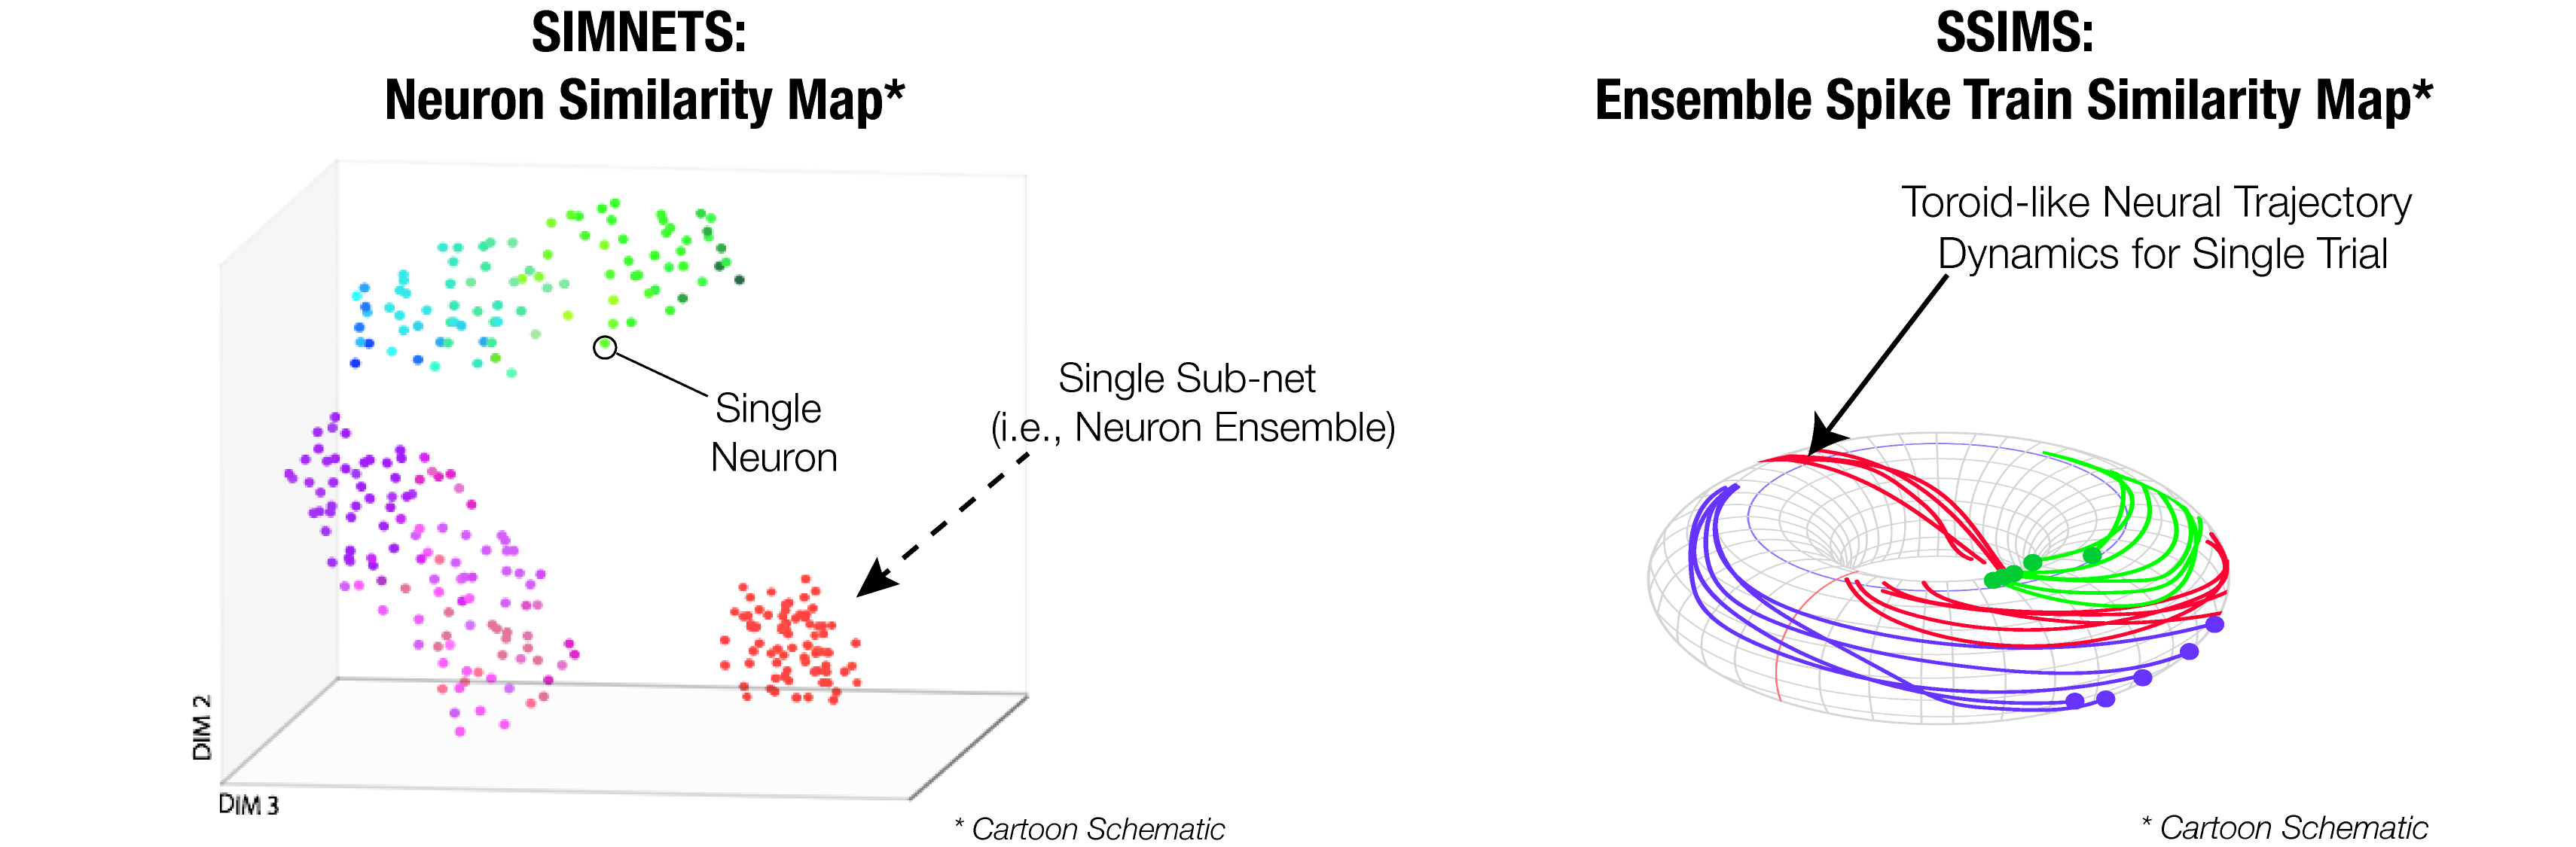 SIMNETS:
Neuron Similarity Map*
Single
Neuron
Single Sub-net
(i.e., Neuron Ensemble)
DIM 2
DIM 3
* Cartoon Schematic
SSIMS:
Ensemble Spike Train Similarity Map*
Toroid-like Neural Trajectory
Dynamics for Single Trial
* Cartoon Schematic